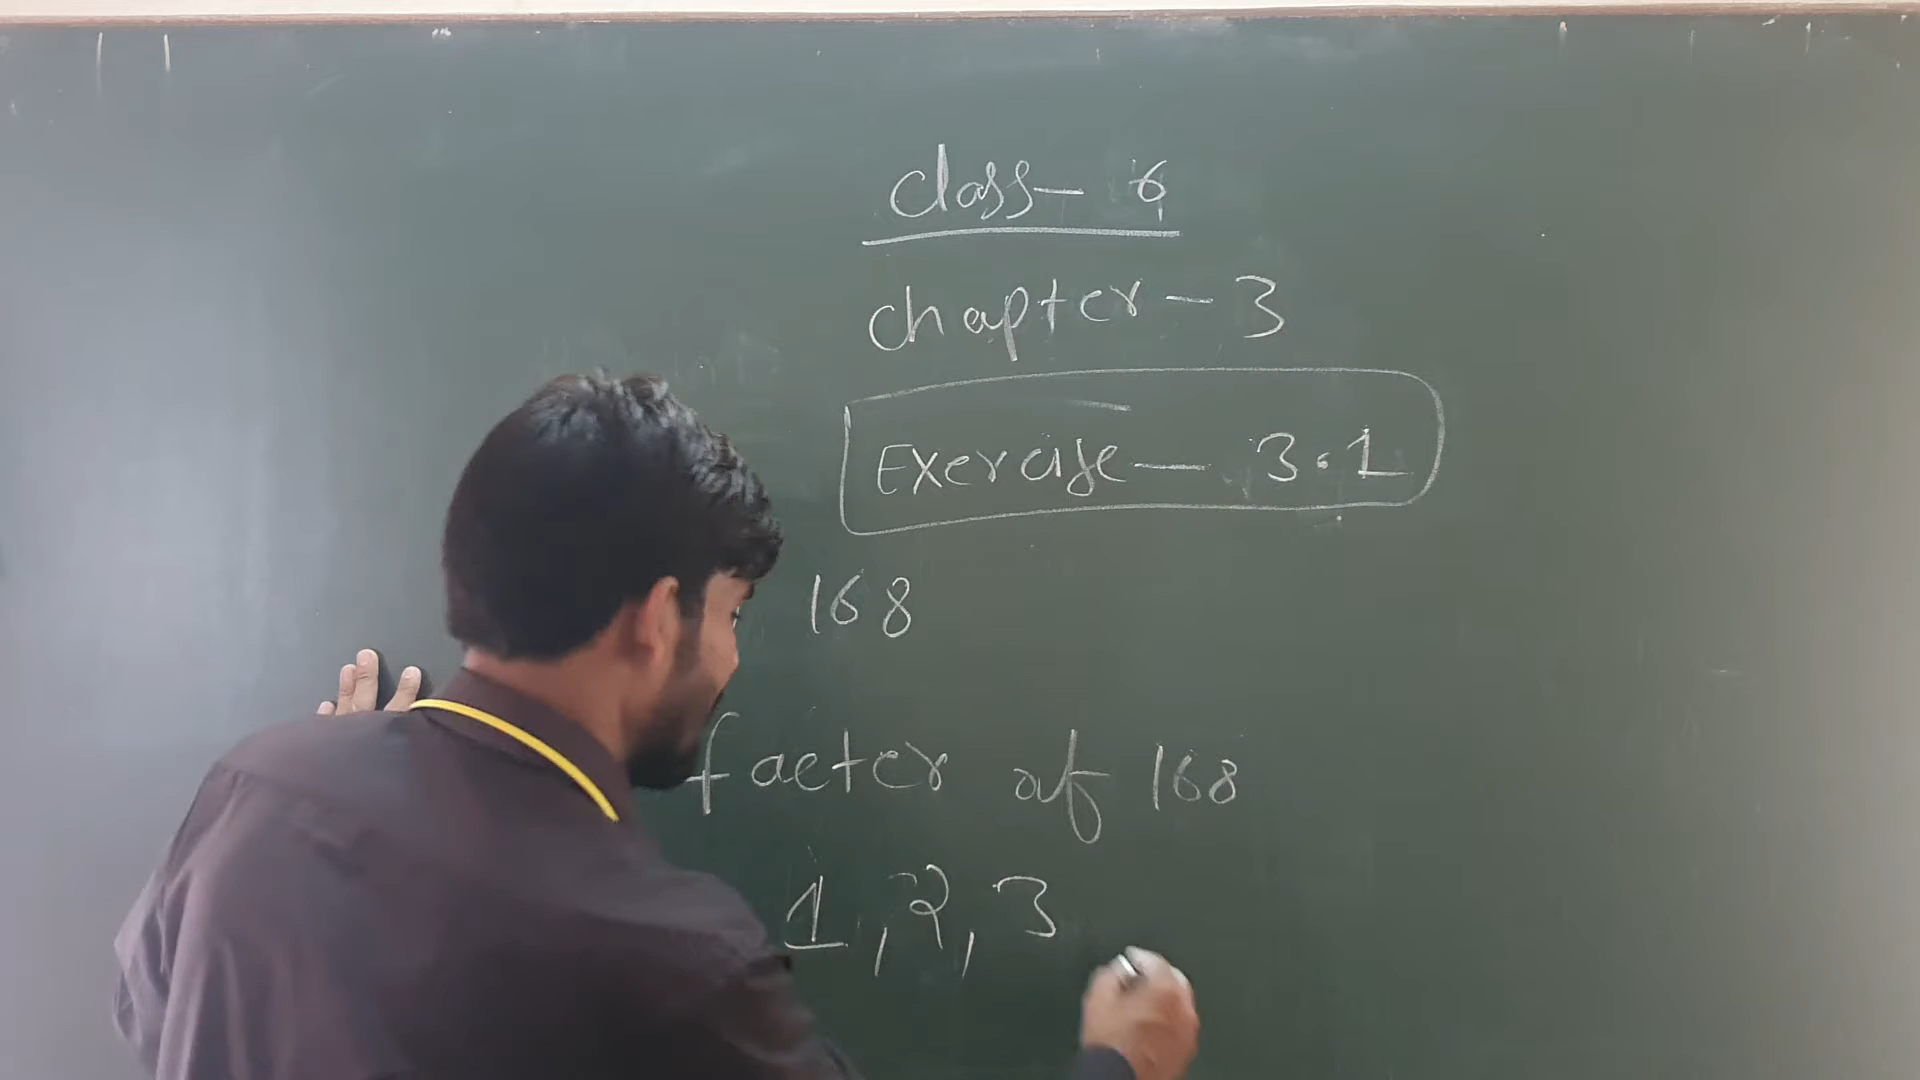 class- 6
chapter - 3
Exercise - 3.1
168
facter of 168
1, 2, 3